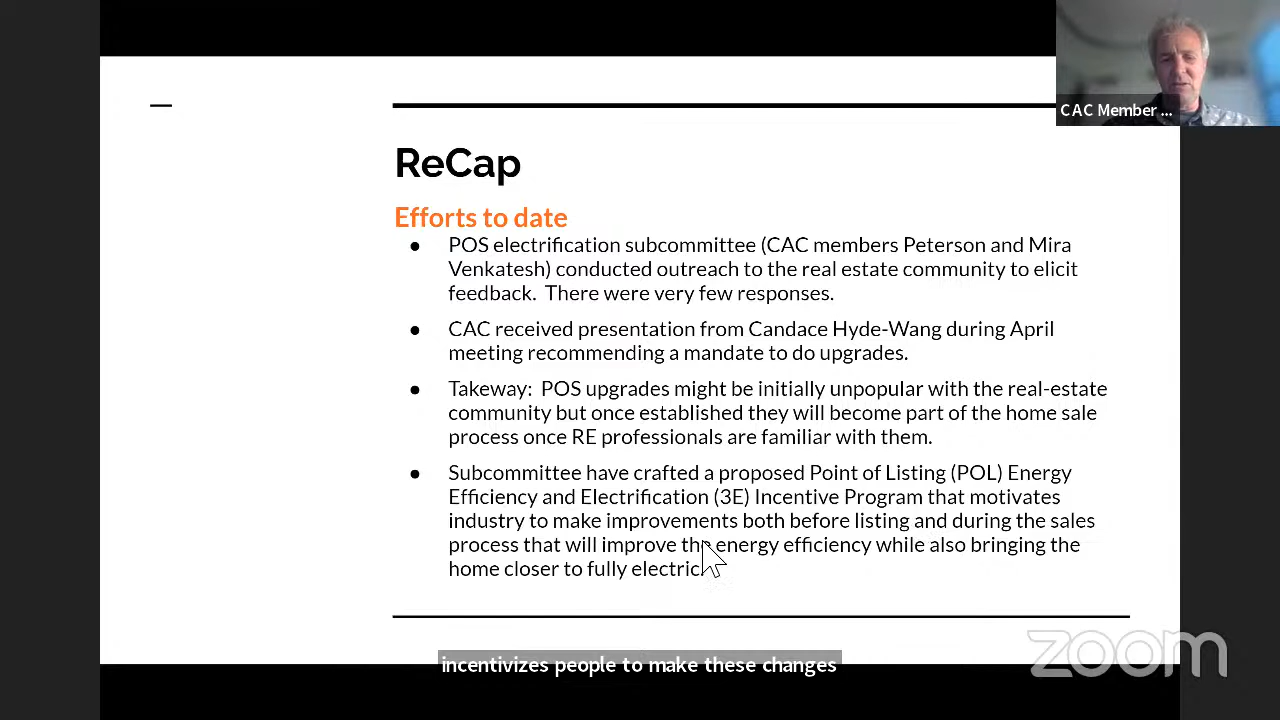 CAC Member ...
ReCap
Efforts to date
● POS electrification subcommittee (CAC members Peterson and Mira
Venkatesh) conducted outreach to the real estate community to elicit
feedback.  There were very few responses.
● CAC received presentation from Candace Hyde-Wang during April
meeting recommending a mandate to do upgrades.
● Takeway:  POS upgrades might be initially unpopular with the real-estate
community but once established they will become part of the home sale
process once RE professionals are familiar with them.
● Subcommittee have crafted a proposed Point of Listing (POL) Energy
Efficiency and Electrification (3E) Incentive Program that motivates
industry to make improvements both before listing and during the sales
process that will improve the energy efficiency while also bringing the
home closer to fully electric.
zoom
incentivizes people to make these changes